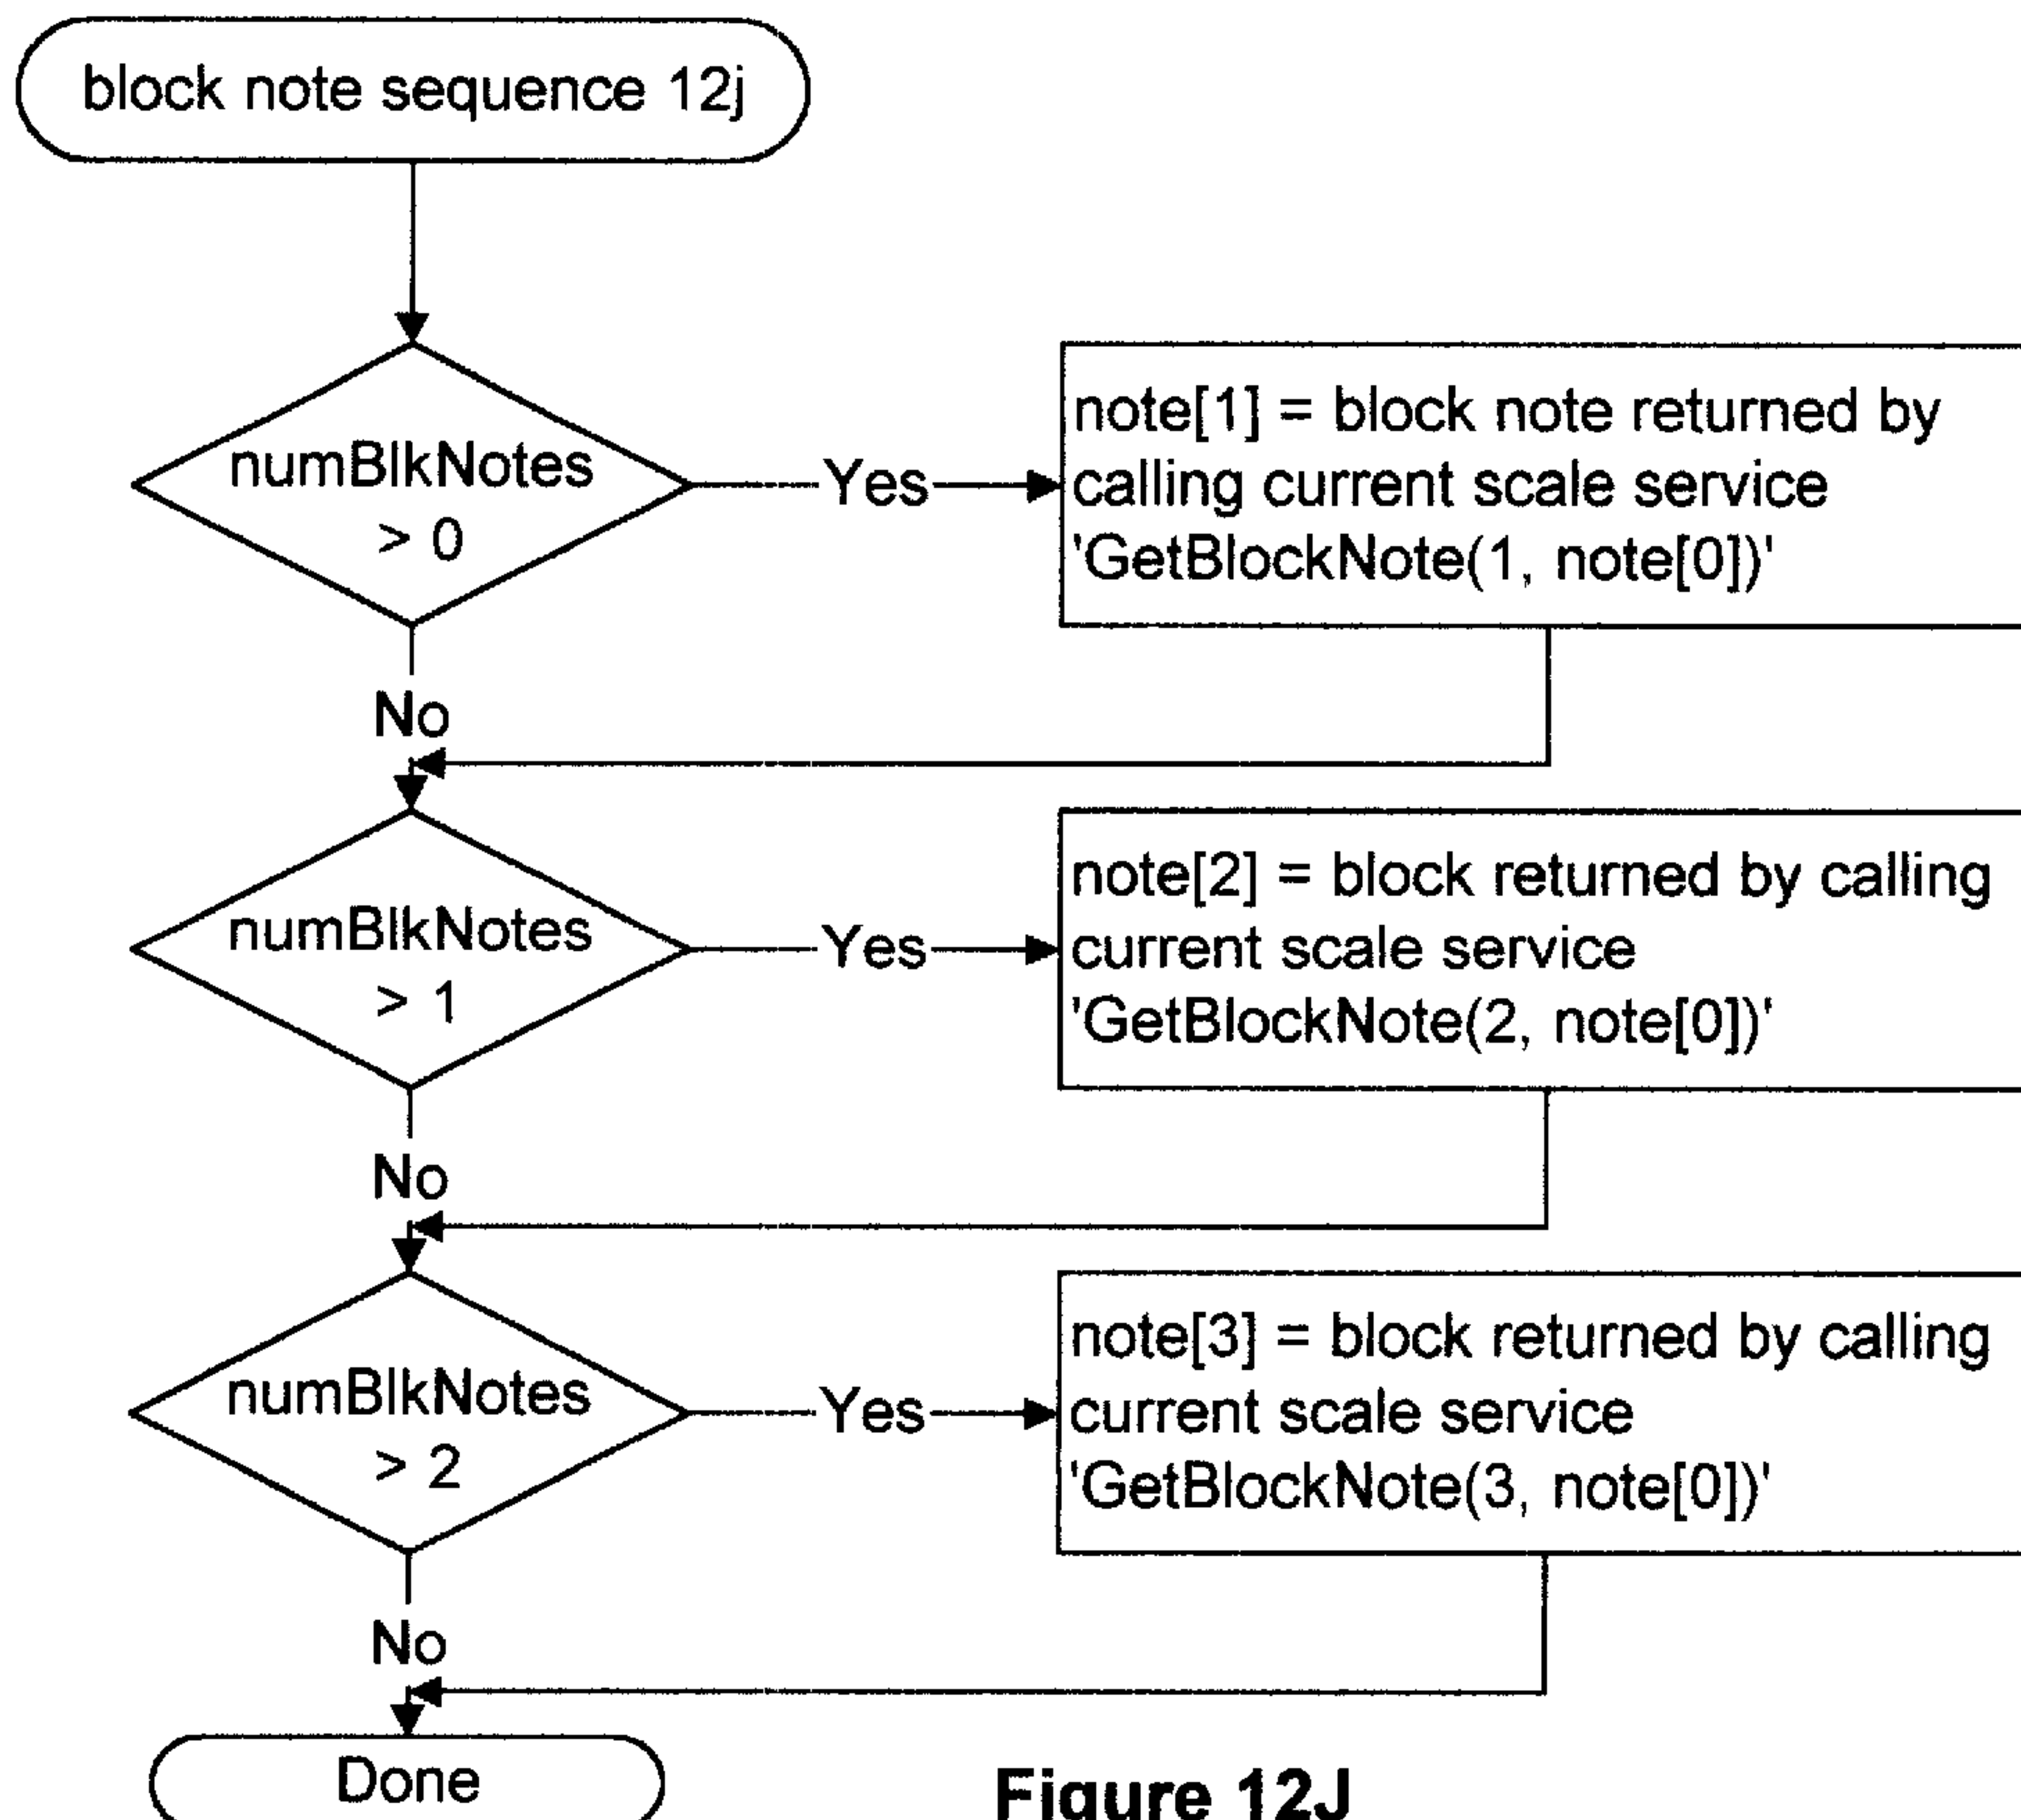 block note sequence 12j
numBlkNotes
> 0
Yes
note[1] = block note returned by
calling current scale service
'GetBlockNote(1, note[0])'
No
numBlkNotes
> 1
Yes
note[2] = block returned by calling
current scale service
'GetBlockNote(2, note[0])'
No
numBlkNotes
> 2
Yes
note[3] = block returned by calling
current scale service
'GetBlockNote(3, note[0])'
No
Done
Figure 12J